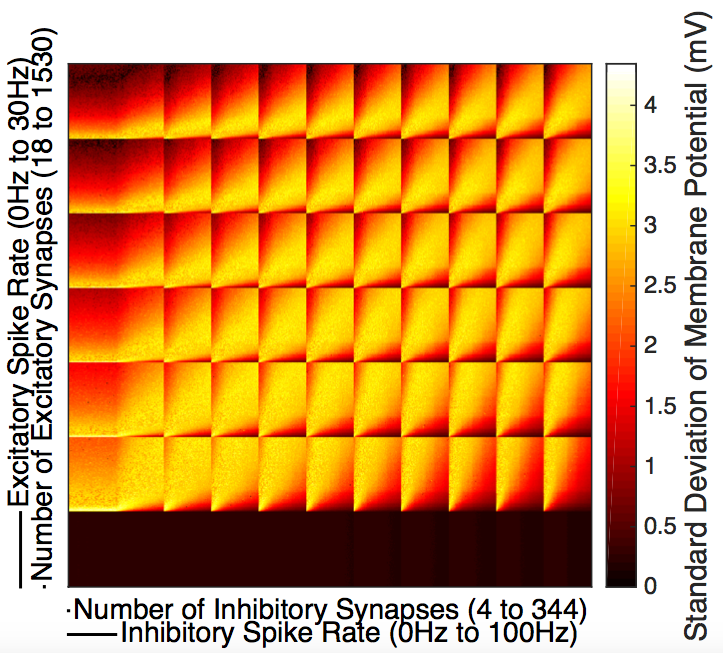 Excitatory Spike Rate (0Hz to 30Hz)
·Number of Excitatory Synapses (18 to 1530)
4
3.5
3
2.5
2
1.5
1
0.5
0
Standard Deviation of Membrane Potential (mV)
·Number of Inhibitory Synapses (4 to 344)
Inhibitory Spike Rate (0Hz to 100Hz)